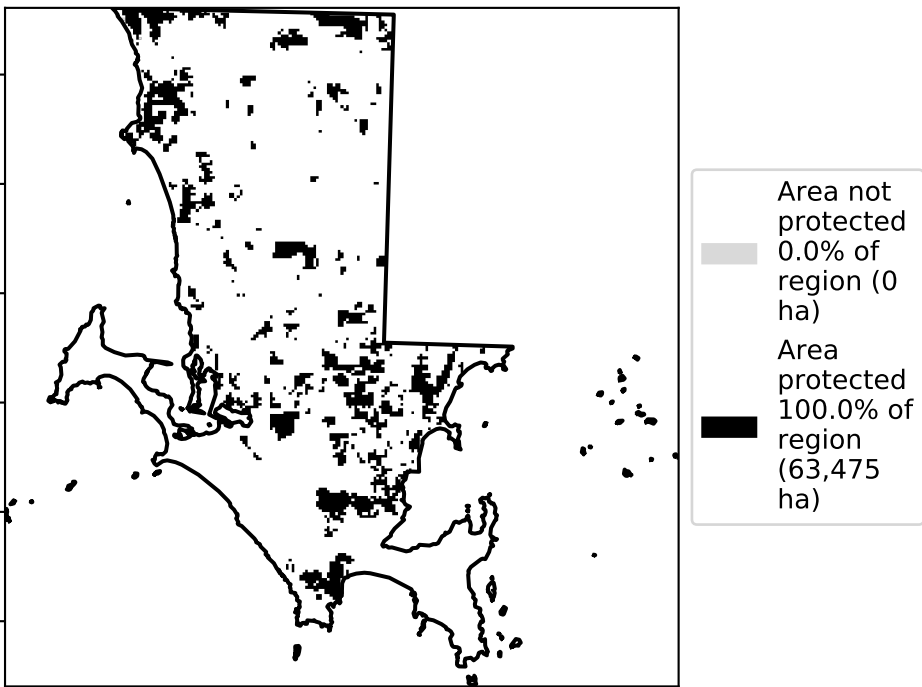 Area not
protected
0.0% of
region (0
ha)
Area
protected
100.0% of
region
(63,475
ha)